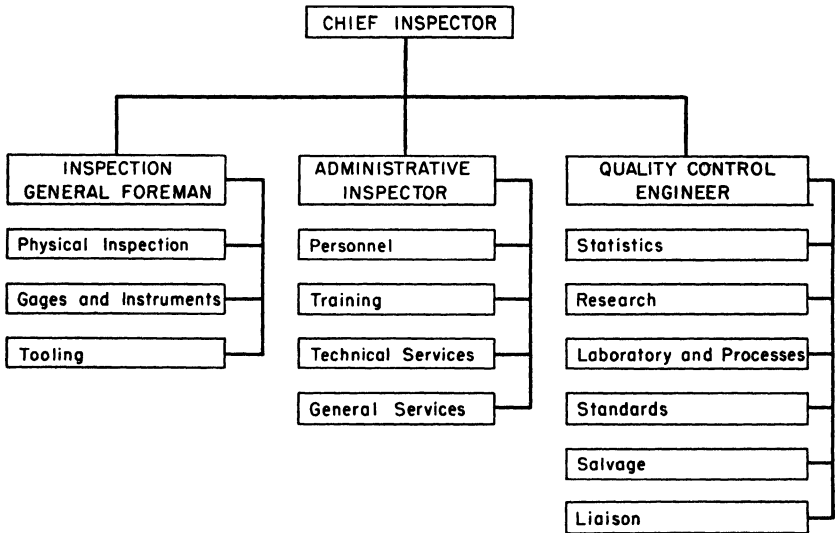 CHIEF INSPECTOR
INSPECTION
GENERAL FOREMAN
Physical Inspection
Gages and Instruments
Tooling
ADMINISTRATIVE
INSPECTOR
Personnel
Training
Technical Services
General Services
QUALITY CONTROL
ENGINEER
Statistics
Research
Laboratory and Processes
Standards
Salvage
Liaison